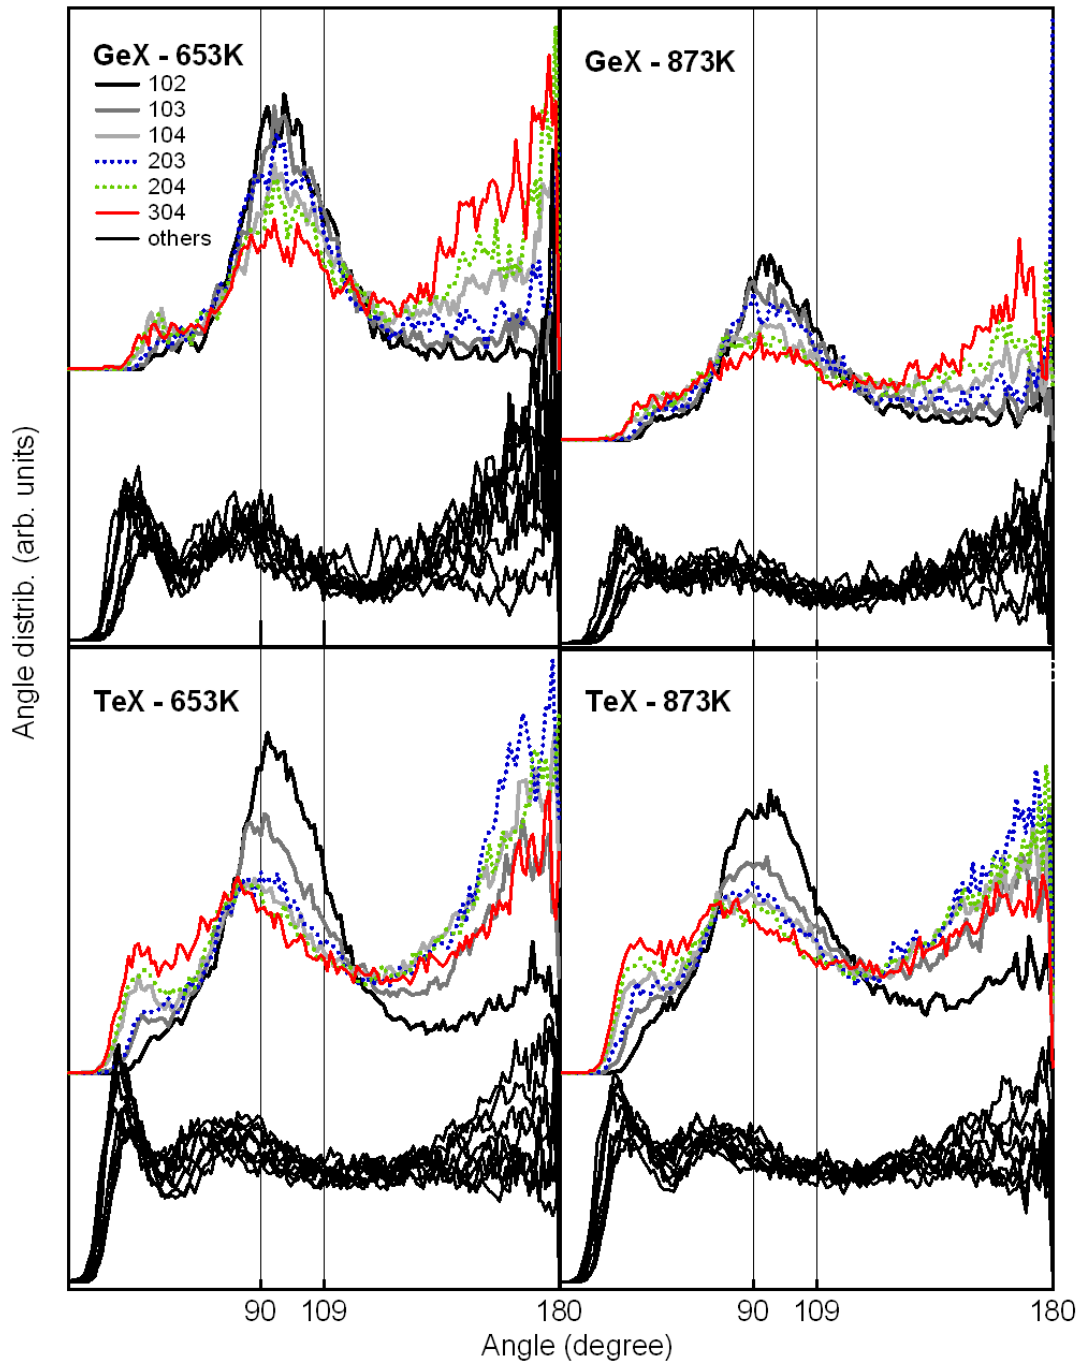 GeX - 653K
102
103
104
203
204
304
others
GeX - 873K
Angle distrib. (arb. units)
TeX - 653K
TeX - 873K
90 109 180 90 109 180
Angle (degree)